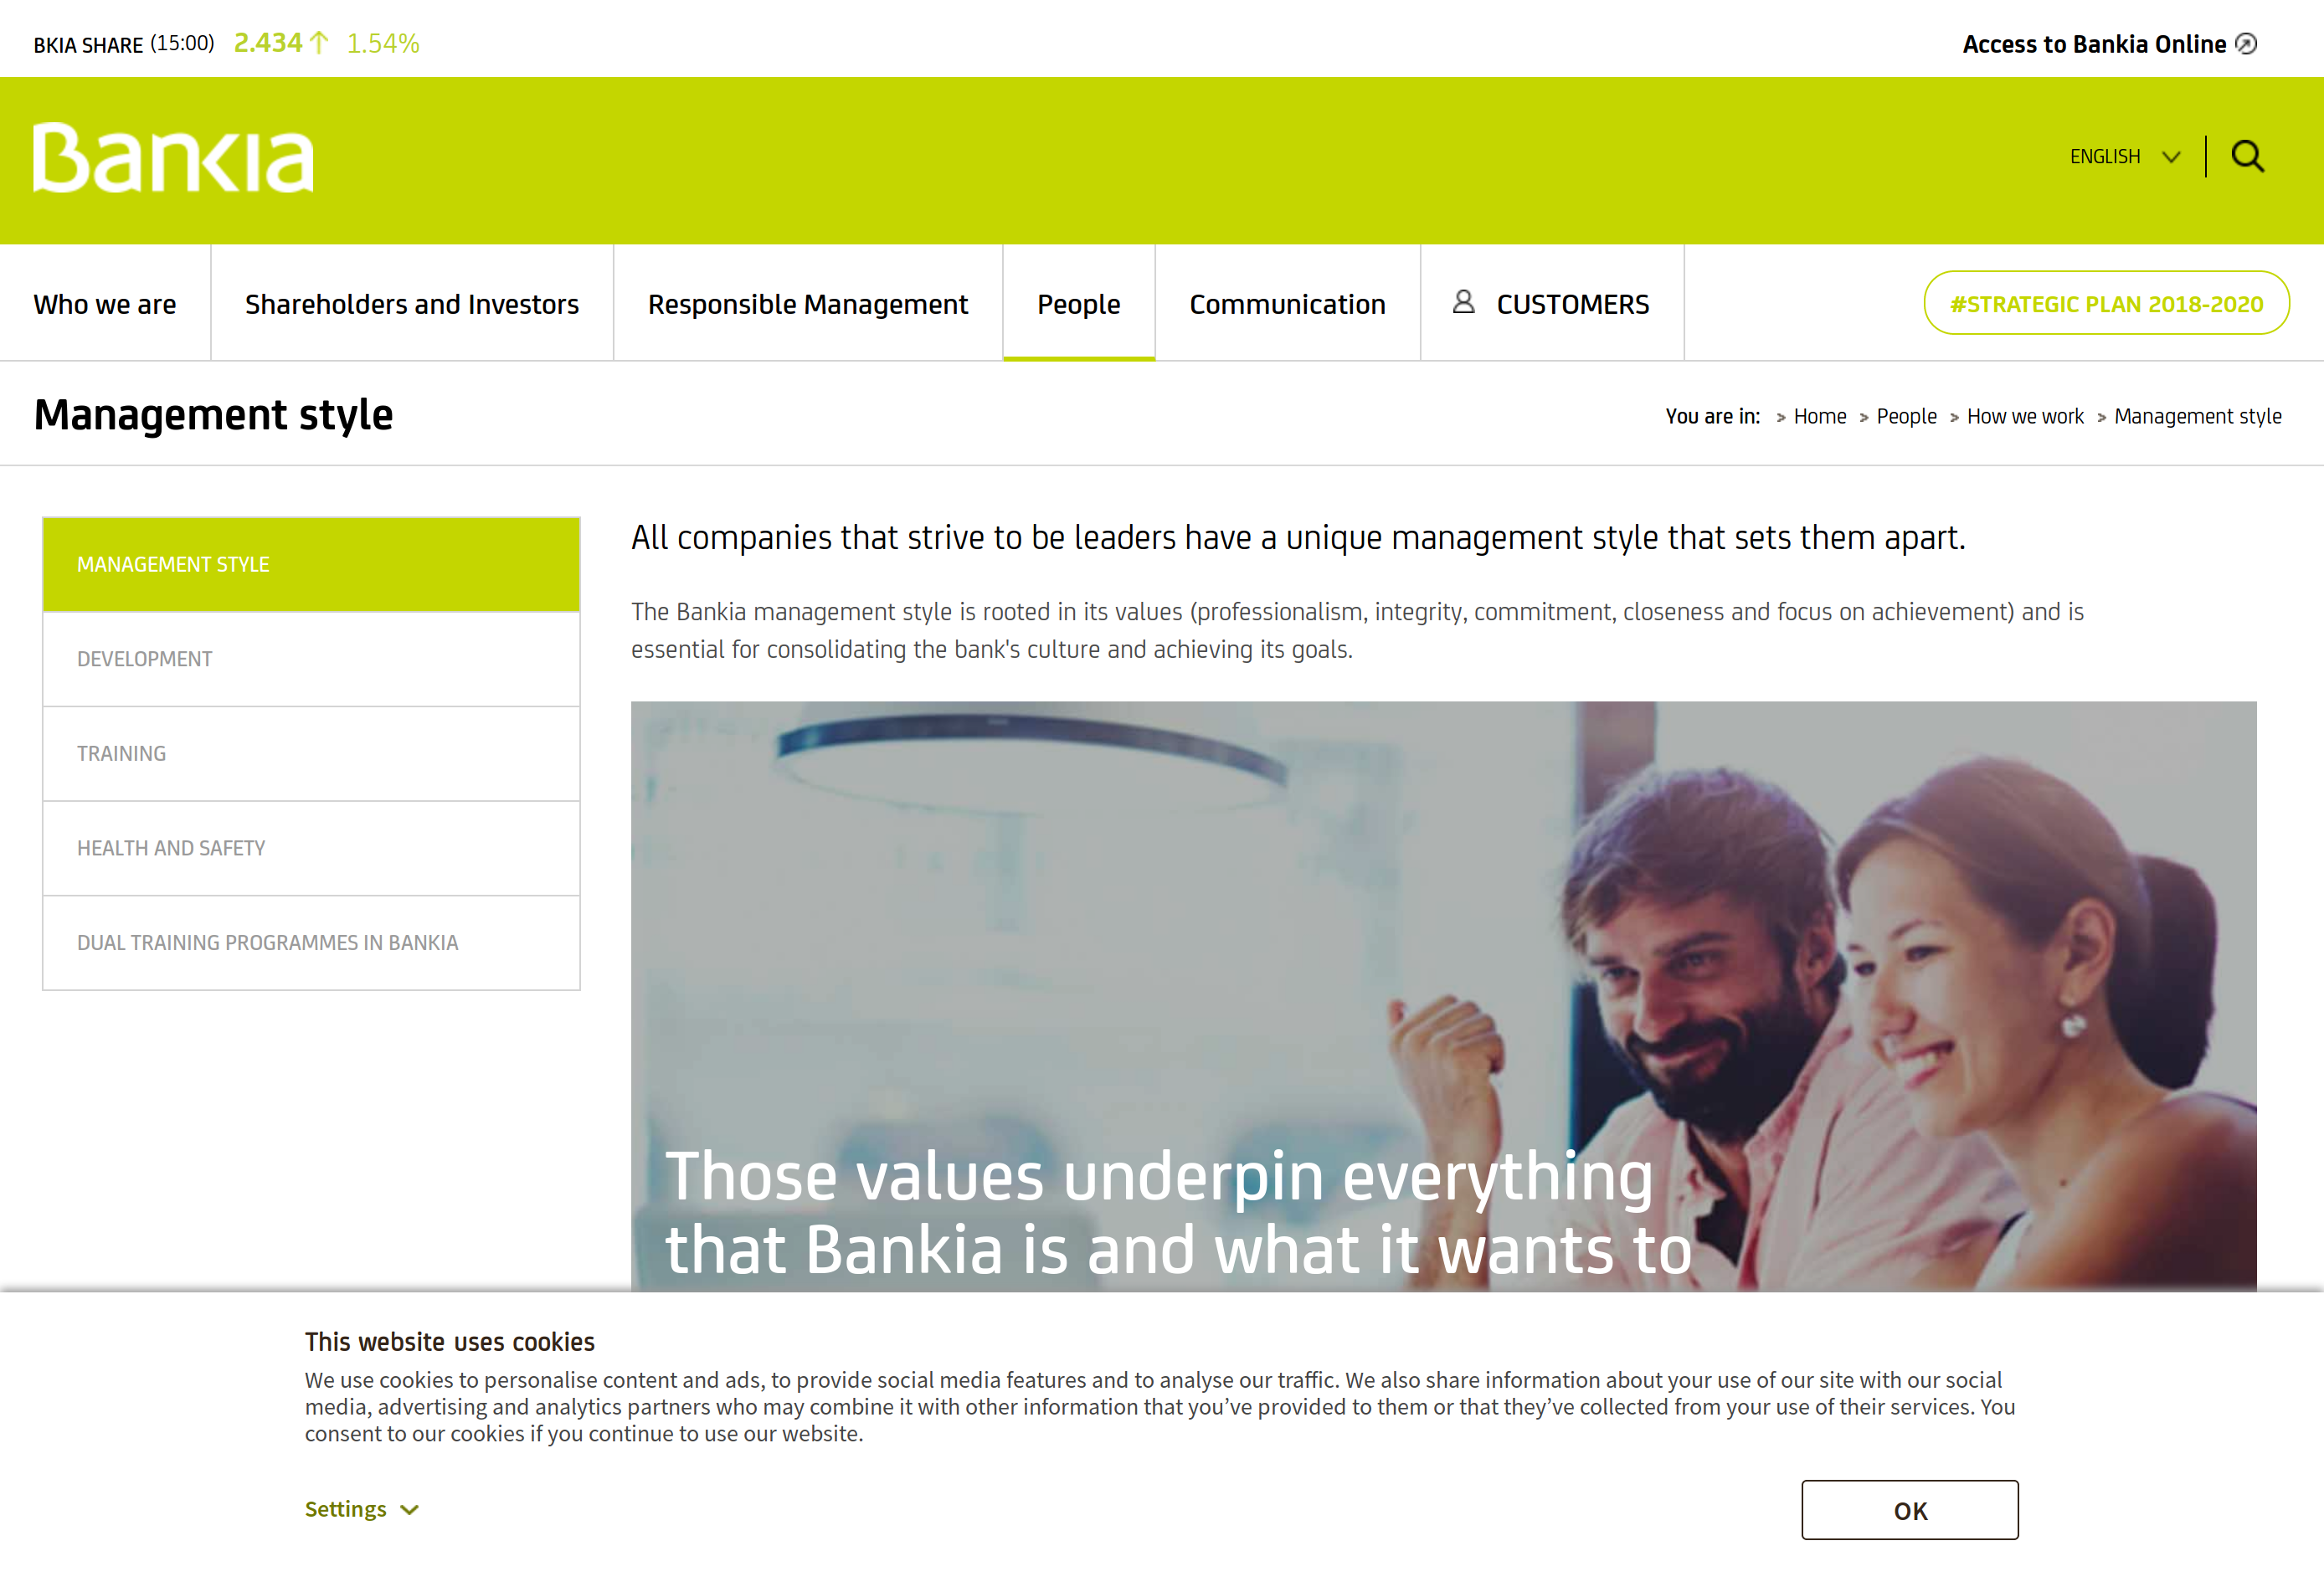 BKIA SHARE (15:00) 2.434 1.54%
Access to Bankia Online
Bankia
ENGLISH
Who we are
Shareholders and Investors
Responsible Management
People
Communication
CUSTOMERS
#STRATEGIC PLAN 2018-2020
Management style
You are in: > Home > People > How we work > Management style
MANAGEMENT STYLE
DEVELOPMENT
TRAINING
HEALTH AND SAFETY
DUAL TRAINING PROGRAMMES IN BANKIA
All companies that strive to be leaders have a unique management style that sets them apart.
The Bankia management style is rooted in its values (professionalism, integrity, commitment, closeness and focus on achievement) and is
essential for consolidating the bank's culture and achieving its goals.
Those values underpin everything
that Bankia is and what it wants to
This website uses cookies
We use cookies to personalise content and ads, to provide social media features and to analyse our traffic. We also share information about your use of our site with our social
media, advertising and analytics partners who may combine it with other information that you’ve provided to them or that they’ve collected from your use of their services. You
consent to our cookies if you continue to use our website.
Settings
OK